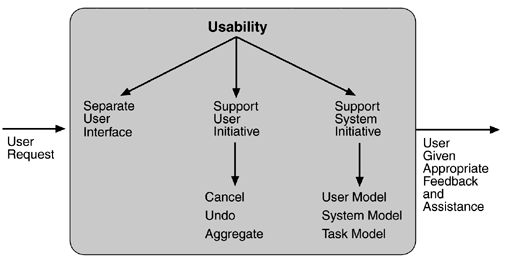 Usability
Separate
User
Interface
Support
User
Initiative
Support
System
Initiative
User
Request
User
Given
Appropriate
Feedback
and
Assistance
Cancel
Undo
Aggregate
User Model
System Model
Task Model